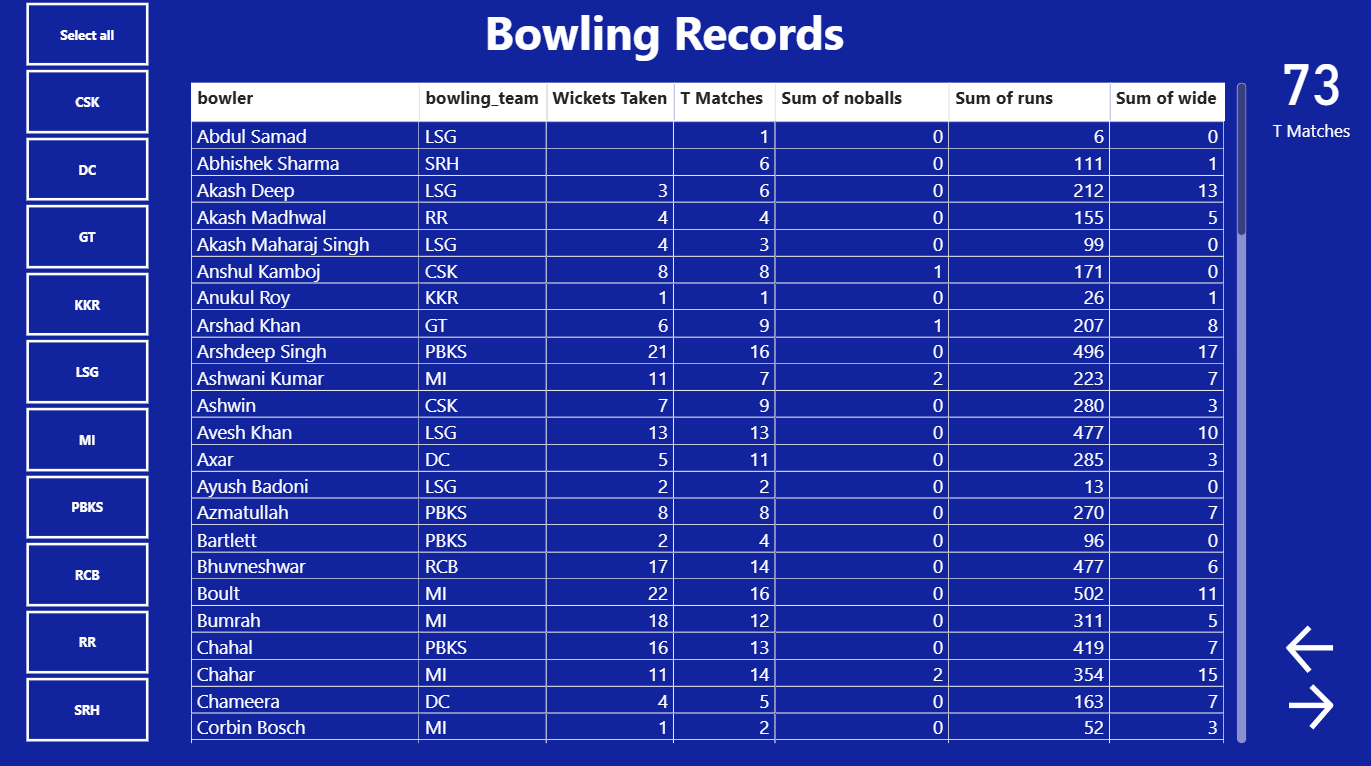 Bowling Records
Select all
CSK
DC
GT
KKR
LSG
MI
PBKS
RCB
RR
SRH
bowler bowling_team Wickets Taken T Matches Sum of noballs Sum of runs Sum of wide
Abdul Samad LSG 1 0 6 0
Abhishek Sharma SRH 6 0 111 1
Akash Deep LSG 3 6 0 212 13
Akash Madhwal RR 4 4 0 155 5
Akash Maharaj Singh LSG 4 3 0 99 0
Anshul Kamboj CSK 8 8 1 171 0
Anukul Roy KKR 1 1 0 26 1
Arshad Khan GT 6 9 1 207 8
Arshdeep Singh PBKS 21 16 0 496 17
Ashwani Kumar MI 11 7 2 223 7
Ashwin CSK 7 9 0 280 3
Avesh Khan LSG 13 13 0 477 10
Axar DC 5 11 0 285 3
Ayush Badoni LSG 2 2 0 13 0
Azmatullah PBKS 8 8 0 270 7
Bartlett PBKS 2 4 0 96 0
Bhuvneshwar RCB 17 14 0 477 6
Boult MI 22 16 0 502 11
Bumrah MI 18 12 0 311 5
Chahal PBKS 16 13 0 419 7
Chahar MI 11 14 2 354 15
Chameera DC 4 5 0 163 7
Corbin Bosch MI 1 2 0 52 3
73
T Matches